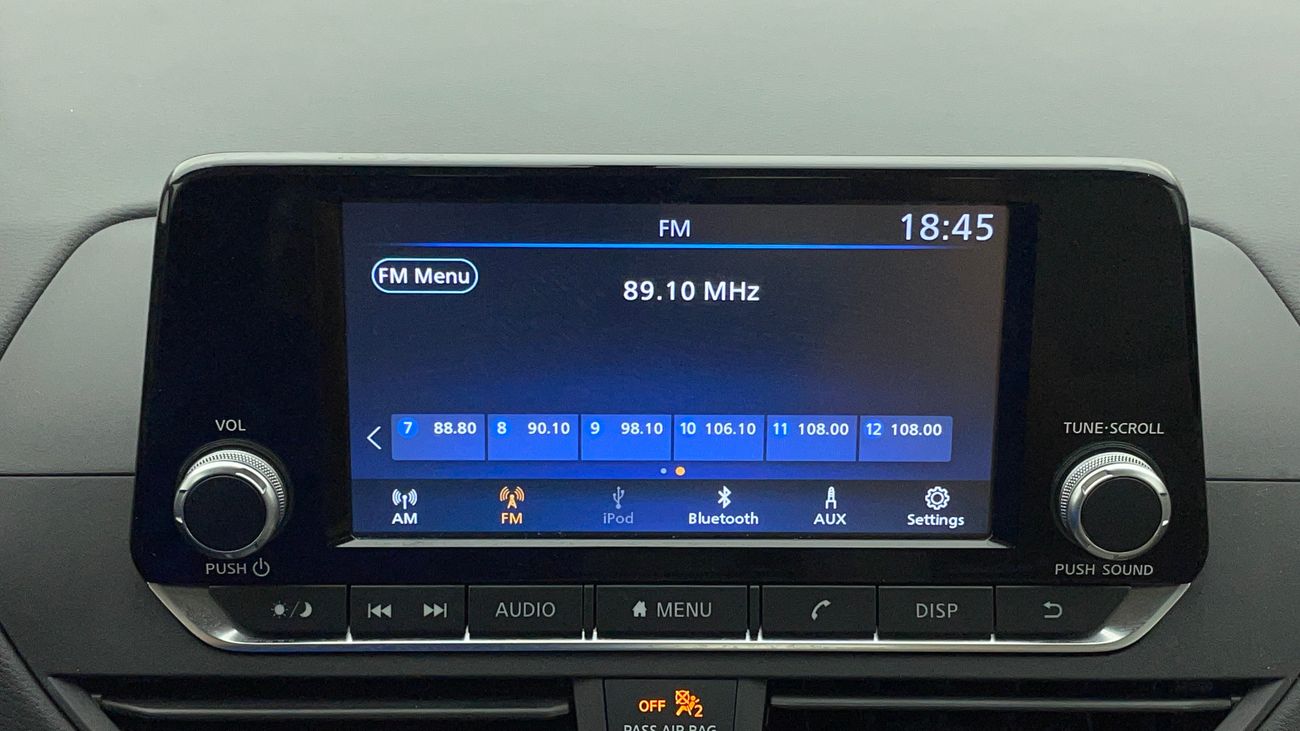 FM
18:45
FM Menu
89.10 MHz
7 88.80
8 90.10
9 98.10
10 106.10
11 108.00
12 108.00
AM
FM
iPod
Bluetooth
AUX
Settings
VOL
PUSH
TUNE·SCROLL
PUSH SOUND
AUDIO
MENU
DISP
OFF
2
PASS AIR BAG